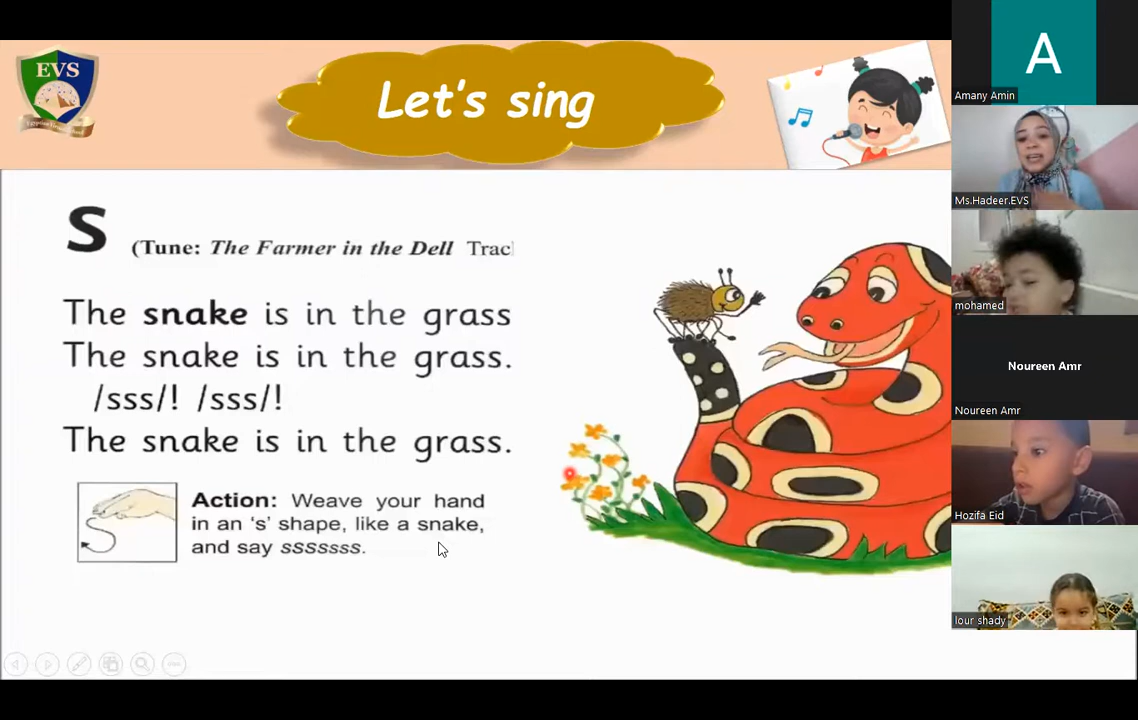 EVS
Let's sing
s
(Tune: The Farmer in the Dell Trac
The snake is in the grass
The snake is in the grass.
/sss/! /sss/!
The snake is in the grass.
Action: Weave your hand
in an 's' shape, like a snake,
and say sssssss.
A
Amany Amin
Ms.Hadeer.EVS
mohamed
Noureen Amr
Noureen Amr
Hozifa Eid
lour shady